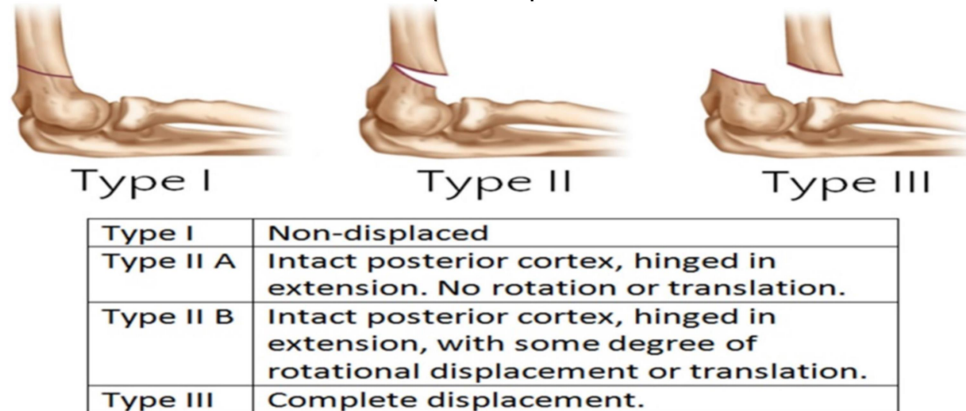 Type I
Type II
Type III
Type I
Non-displaced
Type II A
Intact posterior cortex, hinged in
extension. No rotation or translation.
Type II B
Intact posterior cortex, hinged in
extension, with some degree of
rotational displacement or translation.
Type III
Complete displacement.